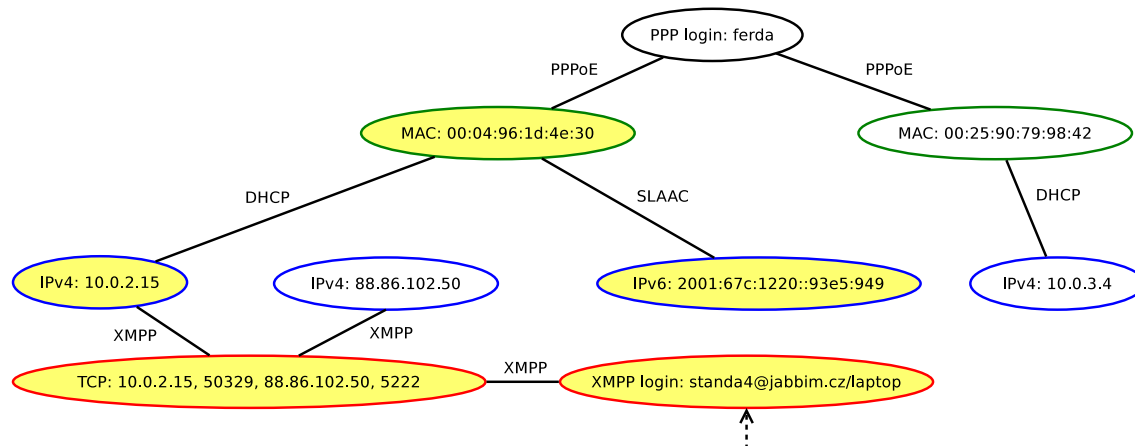 PPP login: ferda
PPPoE
PPPoE
MAC: 00:04:96:1d:4e:30
MAC: 00:25:90:79:98:42
DHCP
SLAAC
DHCP
IPv4: 10.0.2.15
IPv4: 88.86.102.50
IPv6: 2001:67c:1220::93e5:949
IPv4: 10.0.3.4
XMPP
XMPP
XMPP
TCP: 10.0.2.15, 50329, 88.86.102.50, 5222
XMPP login: standa4@jabbim.cz/laptop